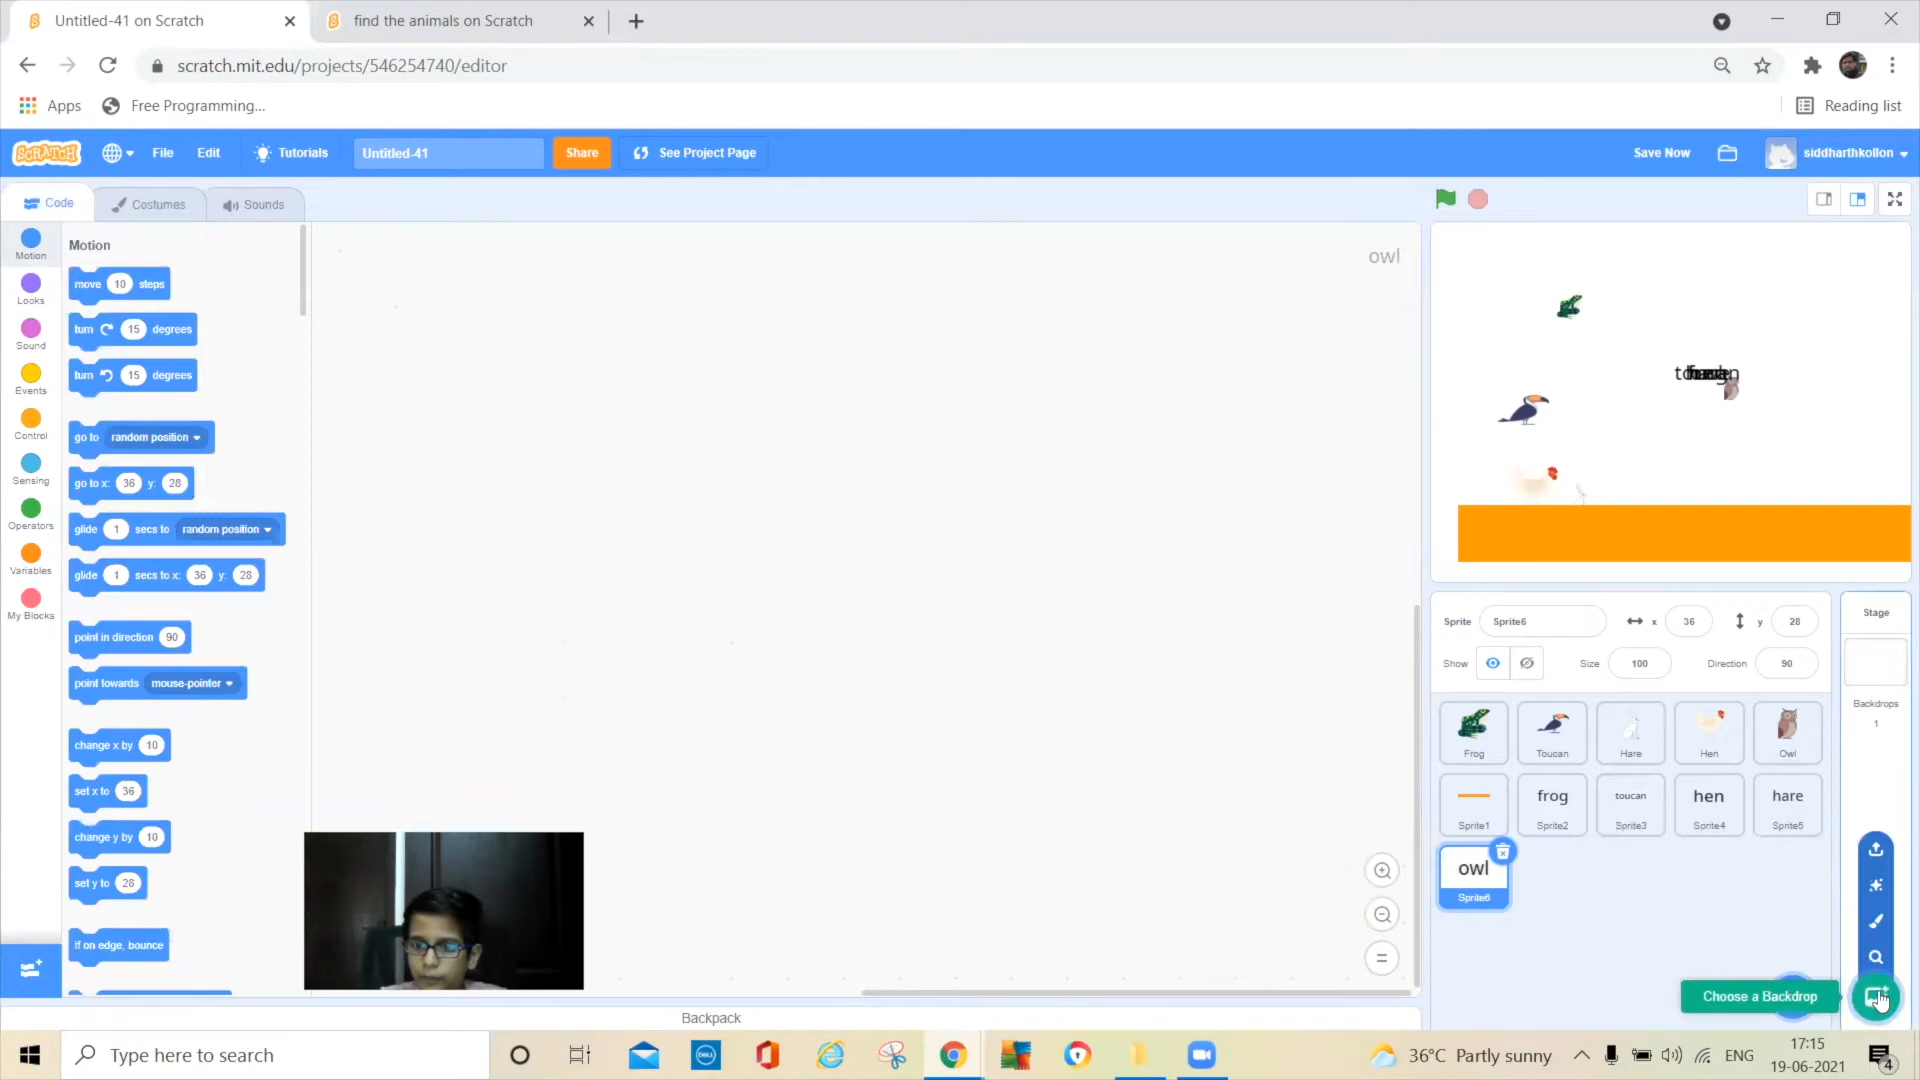 Untitled-41 on Scratch
find the animals on Scratch
scratch.mit.edu/projects/546254740/editor
Apps
Free Programming...
Reading list
SCRATCH
File
Edit
Tutorials
Untitled-41
Share
See Project Page
Save Now
siddharthkollon
Code
Costumes
Sounds
Motion
Looks
Sound
Events
Control
Sensing
Operators
Variables
My Blocks
Motion
move 10 steps
turn 15 degrees
turn 15 degrees
go to random position
go to x: 36 y: 28
glide 1 secs to random position
glide 1 secs to x: 36 y: 28
point in direction 90
point towards mouse-pointer
change x by 10
set x to 36
change y by 10
set y to 28
if on edge, bounce
owl
Sprite Sprite6 x 36 y 28
Show Size 100 Direction 90
Frog
Toucan
Hare
Hen
Owl
Sprite1
frog
Sprite2
toucan
Sprite3
hen
Sprite4
hare
Sprite5
owl
Sprite6
Stage
Backdrops
1
Choose a Backdrop
Backpack
Type here to search
DELL
36°C Partly sunny
ENG
17:15
19-06-2021
4